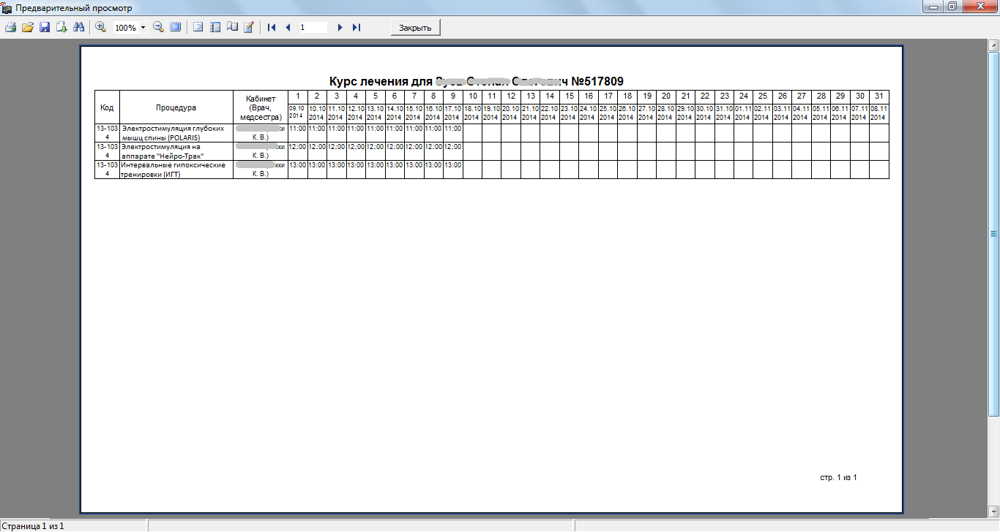 Предварительный просмотр
100%
1
Закрыть
Курс лечения для №517809
Код Процедура Кабинет (Врач, медсестра) 1 2 3 4 5 6 7 8 9 10 11 12 13 14 15 16 17 18 19 20 21 22 23 24 25 26 27 28 29 30 31
09.10 10.10 11.10 12.10 13.10 14.10 15.10 16.10 17.10 18.10 19.10 20.10 21.10 22.10 23.10 24.10 25.10 26.10 27.10 28.10 29.10 30.10 31.10 01.11 02.11 03.11 04.11 05.11 06.11 07.11 08.11
2014 2014 2014 2014 2014 2014 2014 2014 2014 2014 2014 2014 2014 2014 2014 2014 2014 2014 2014 2014 2014 2014 2014 2014 2014 2014 2014 2014 2014 2014 2014
13-103 Электростимуляция глубоких 11:00 11:00 11:00 11:00 11:00 11:00 11:00 11:00 11:00
4 мышц спины (POLARIS) К. В.)
13-103 Электростимуляция на 12:00 12:00 12:00 12:00 12:00 12:00 12:00 12:00 12:00
4 аппарате "Нейро-Трак" К. В.)
13-103 Интервальные гипоксические 13:00 13:00 13:00 13:00 13:00 13:00 13:00 13:00 13:00
4 тренировки (ИГТ) К. В.)
стр. 1 из 1
Страница 1 из 1